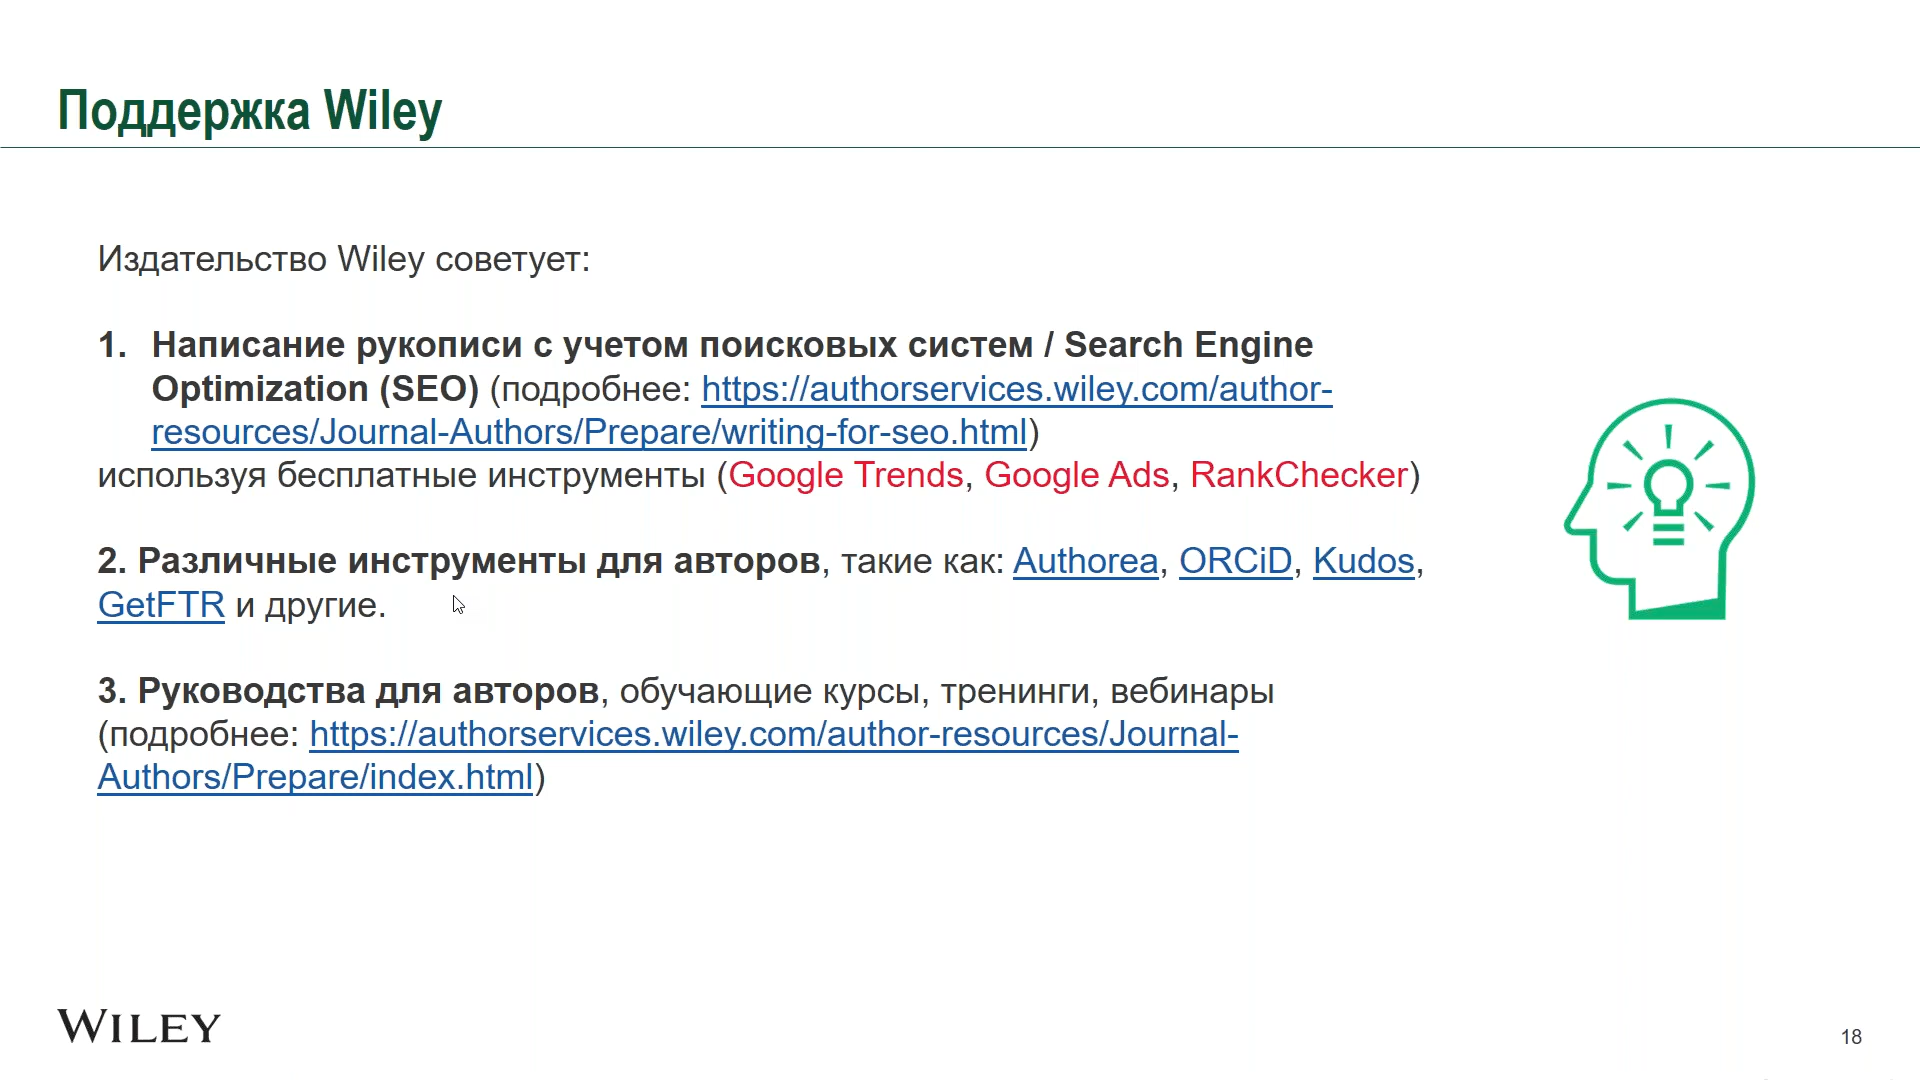 Поддержка Wiley
Издательство Wiley советует:
1. Написание рукописи с учетом поисковых систем / Search Engine
Optimization (SEO) (подробнее: https://authorservices.wiley.com/author-
resources/Journal-Authors/Prepare/writing-for-seo.html)
используя бесплатные инструменты (Google Trends, Google Ads, RankChecker)
2. Различные инструменты для авторов, такие как: Authorea, ORCiD, Kudos,
GetFTR и другие.
3. Руководства для авторов, обучающие курсы, тренинги, вебинары
(подробнее: https://authorservices.wiley.com/author-resources/Journal-
Authors/Prepare/index.html)
WILEY
18